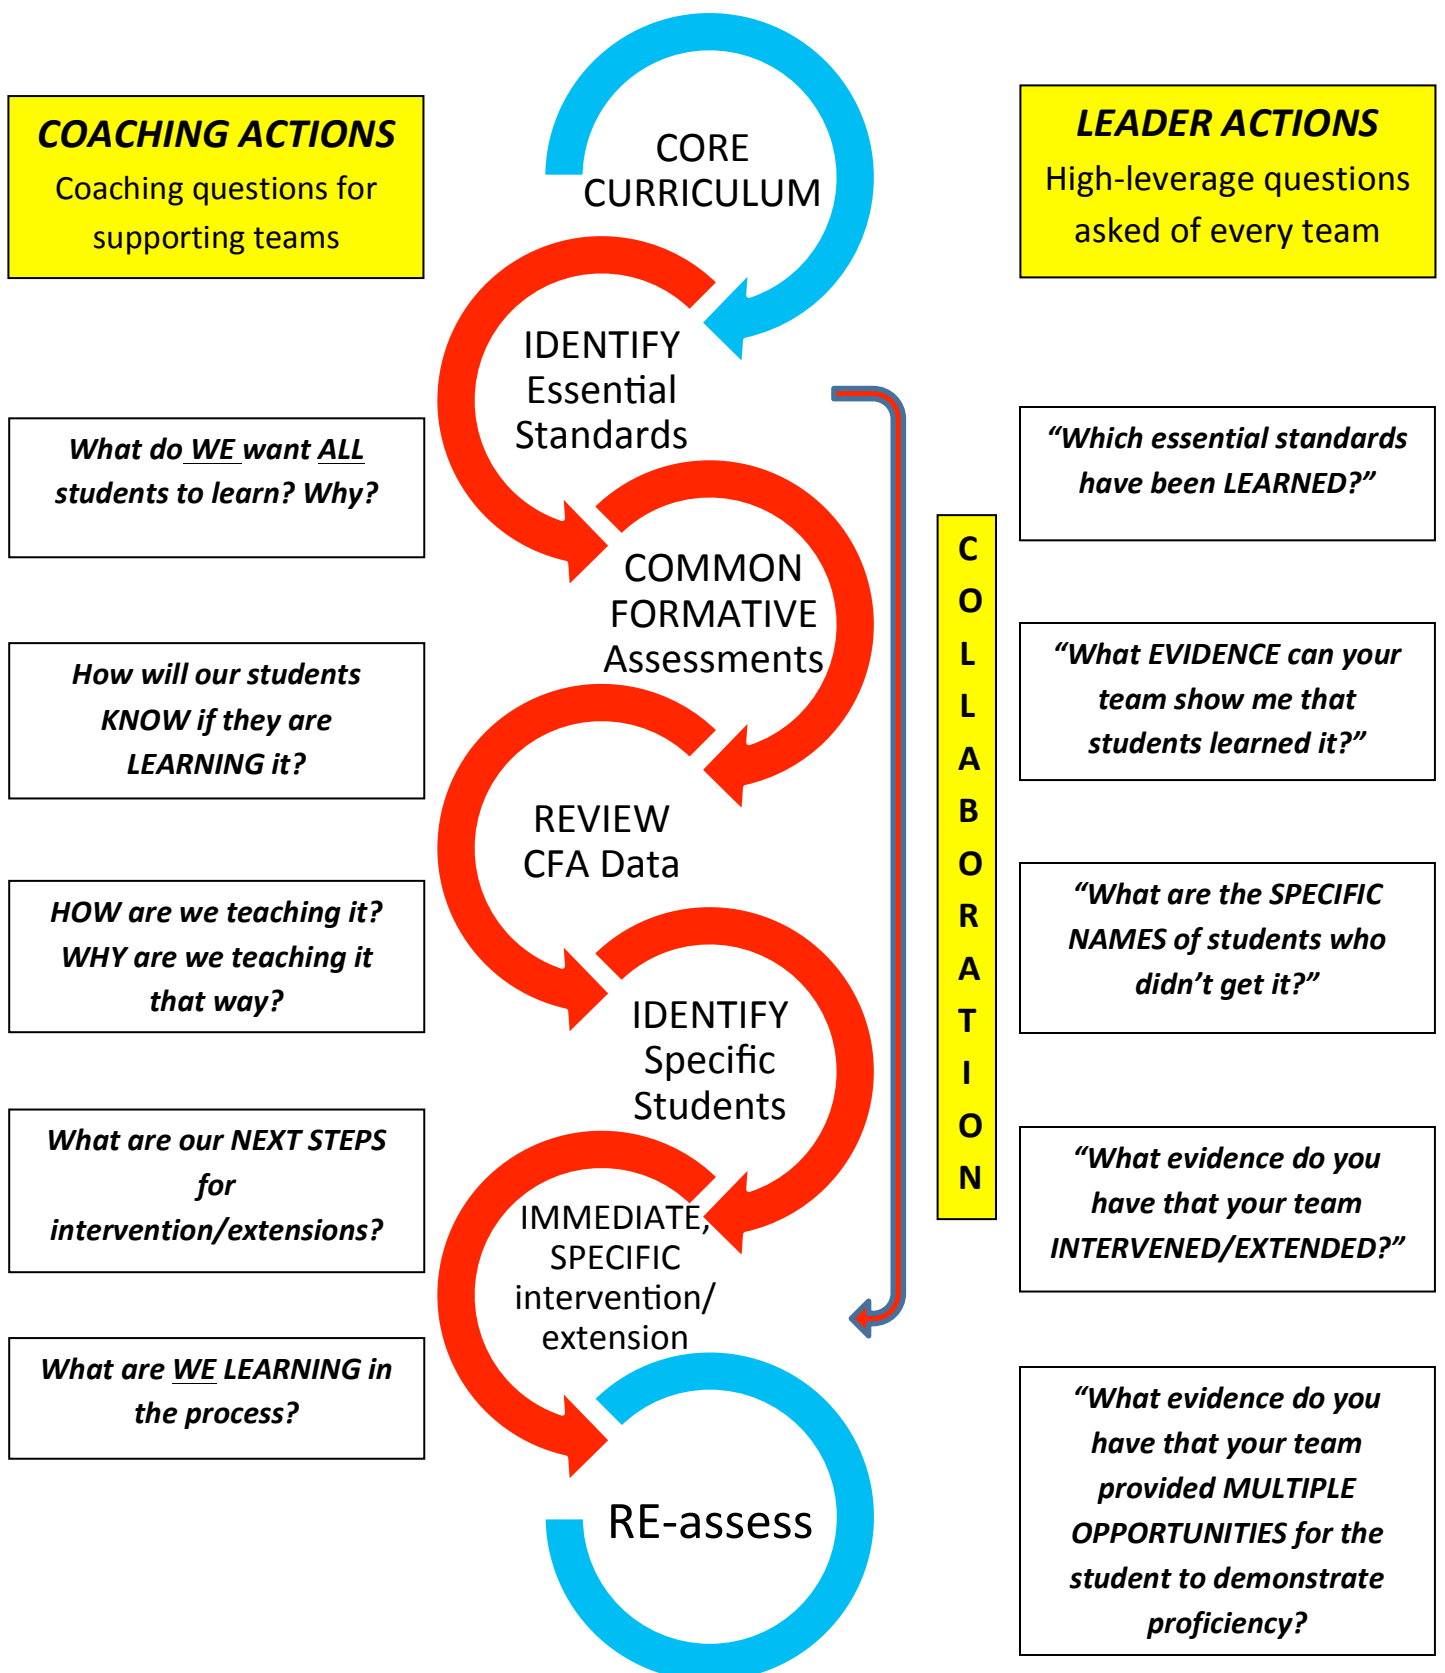 COACHING ACTIONS
Coaching questions for
supporting teams
What do WE want ALL
students to learn? Why?
How will our students
KNOW if they are
LEARNING it?
HOW are we teaching it?
WHY are we teaching it
that way?
What are our NEXT STEPS
for
intervention/extensions?
What are WE LEARNING in
the process?
CORE
CURRICULUM
IDENTIFY
Essential
Standards
COMMON
FORMATIVE
Assessments
REVIEW
CFA Data
IDENTIFY
Specific
Students
IMMEDIATE,
SPECIFIC
intervention/
extension
RE-assess
C
O
L
L
A
B
O
R
A
T
I
O
N
LEADER ACTIONS
High-leverage questions
asked of every team
“Which essential standards
have been LEARNED?”
“What EVIDENCE can your
team show me that
students learned it?”
“What are the SPECIFIC
NAMES of students who
didn’t get it?”
“What evidence do you
have that your team
INTERVENED/EXTENDED?”
“What evidence do you
have that your team
provided MULTIPLE
OPPORTUNITIES for the
student to demonstrate
proficiency?